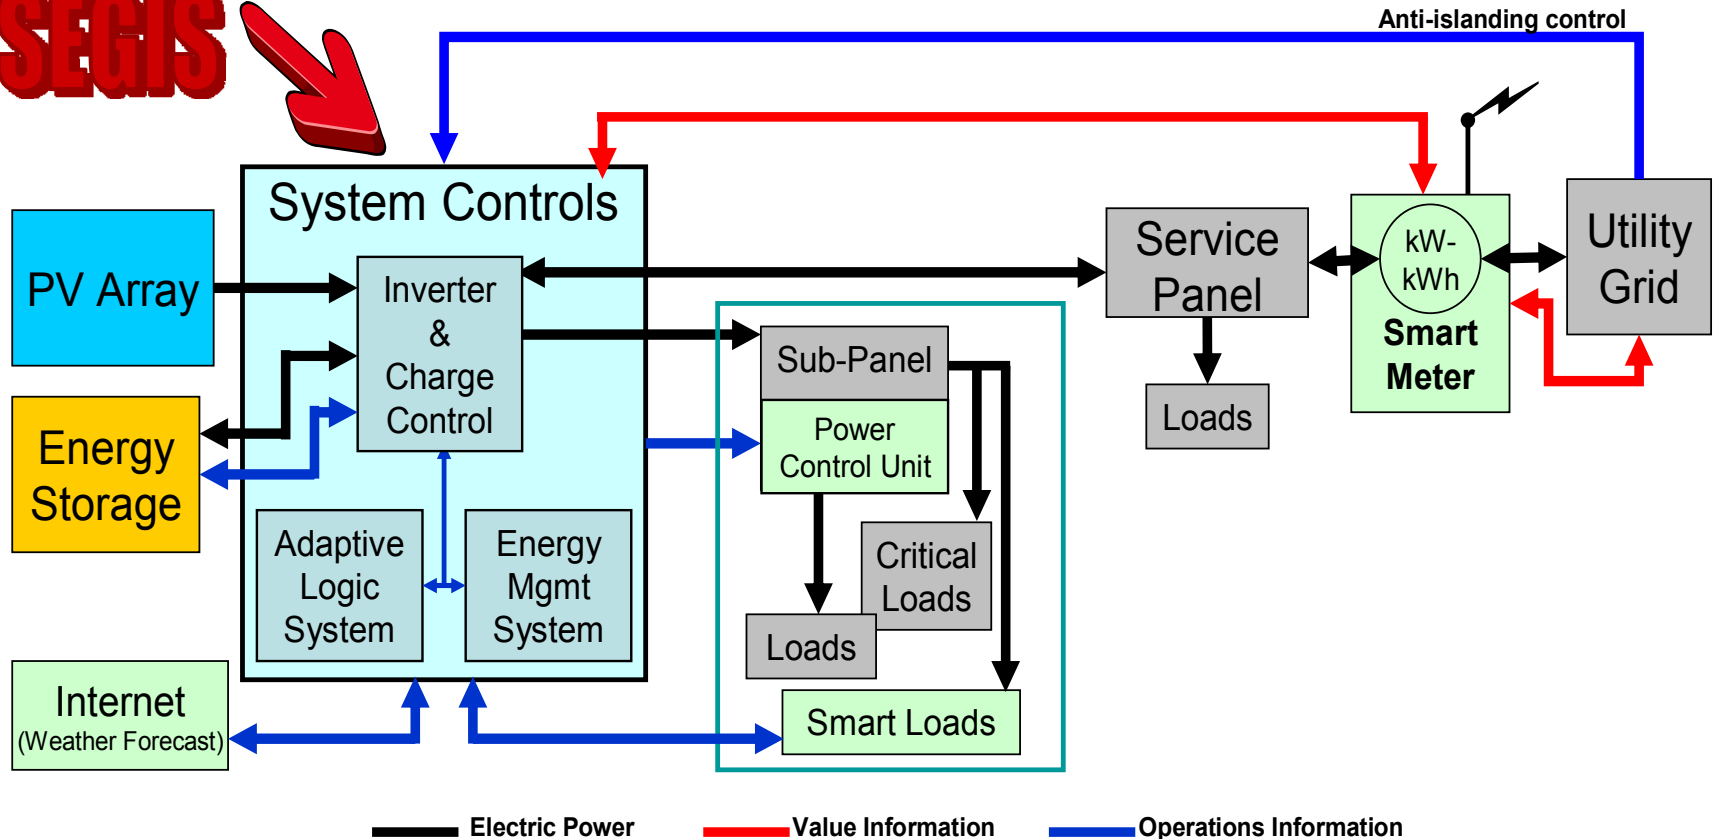 SEGIS
Anti-islanding control
System Controls
PV Array
Inverter
&
Charge
Control
Service
Panel
kW-
kWh
Smart
Meter
Utility
Grid
Sub-Panel
Loads
Power
Control Unit
Energy
Storage
Adaptive
Logic
System
Energy
Mgmt
System
Critical
Loads
Loads
Internet
(Weather Forecast)
Smart Loads
Electric Power
Value Information
Operations Information